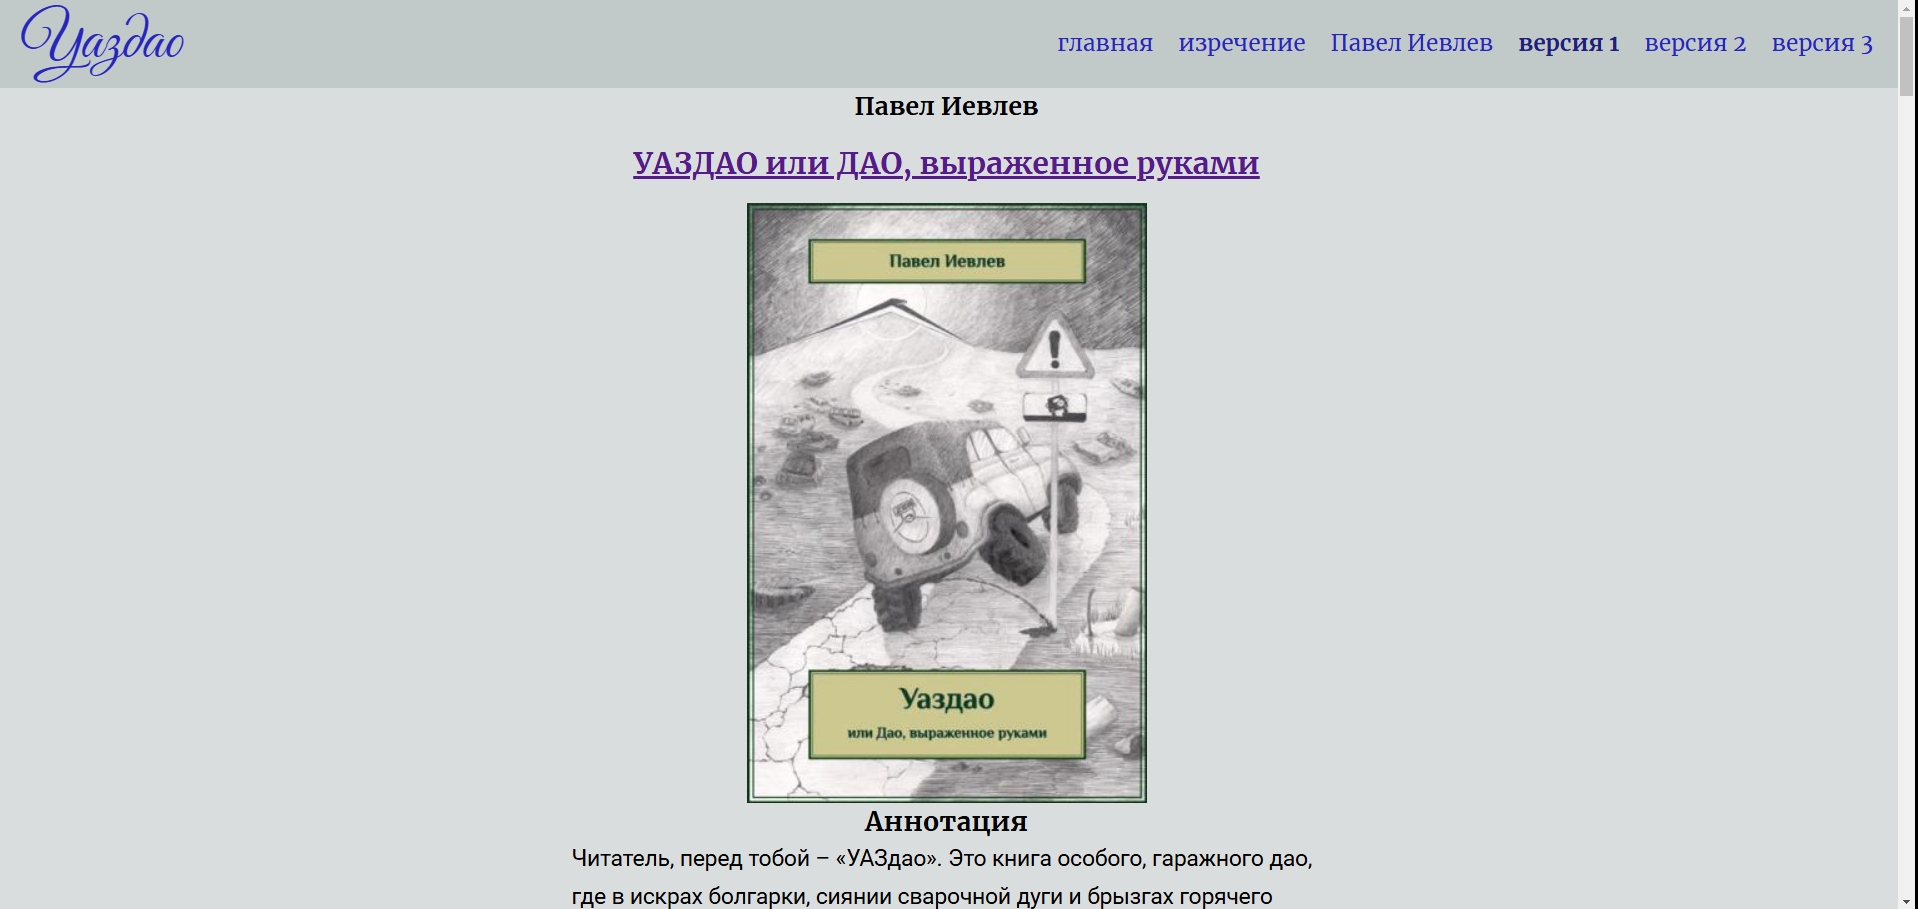 Уаздао
главная изречение Павел Иевлев версия 1 версия 2 версия 3
Павел Иевлев
УАЗДАО или ДАО, выраженное руками
Павел Иевлев
Уаздао
или Дао, выраженное руками
Аннотация
Читатель, перед тобой – «УАЗдао». Это книга особого, гаражного дао,
где в искрах болгарки, сиянии сварочной дуги и брызгах горячего